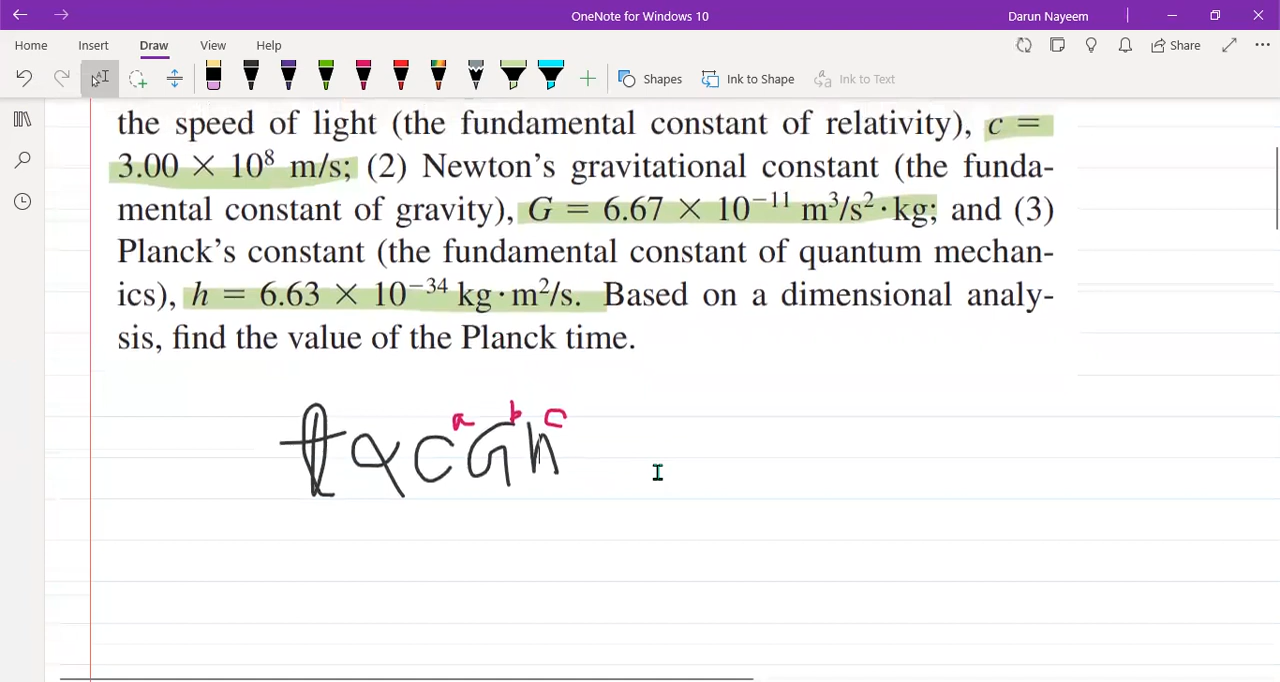 OneNote for Windows 10
Darun Nayeem
Home Insert Draw View Help
Share
Shapes Ink to Shape Ink to Text
the speed of light (the fundamental constant of relativity), c =
3.00 × 10⁸ m/s; (2) Newton's gravitational constant (the funda-
mental constant of gravity), G = 6.67 × 10⁻¹¹ m³/s²·kg; and (3)
Planck's constant (the fundamental constant of quantum mechan-
ics), h = 6.63 × 10⁻³⁴ kg·m²/s. Based on a dimensional analy-
sis, find the value of the Planck time.
t α cᵃ Gᵇ hᶜ